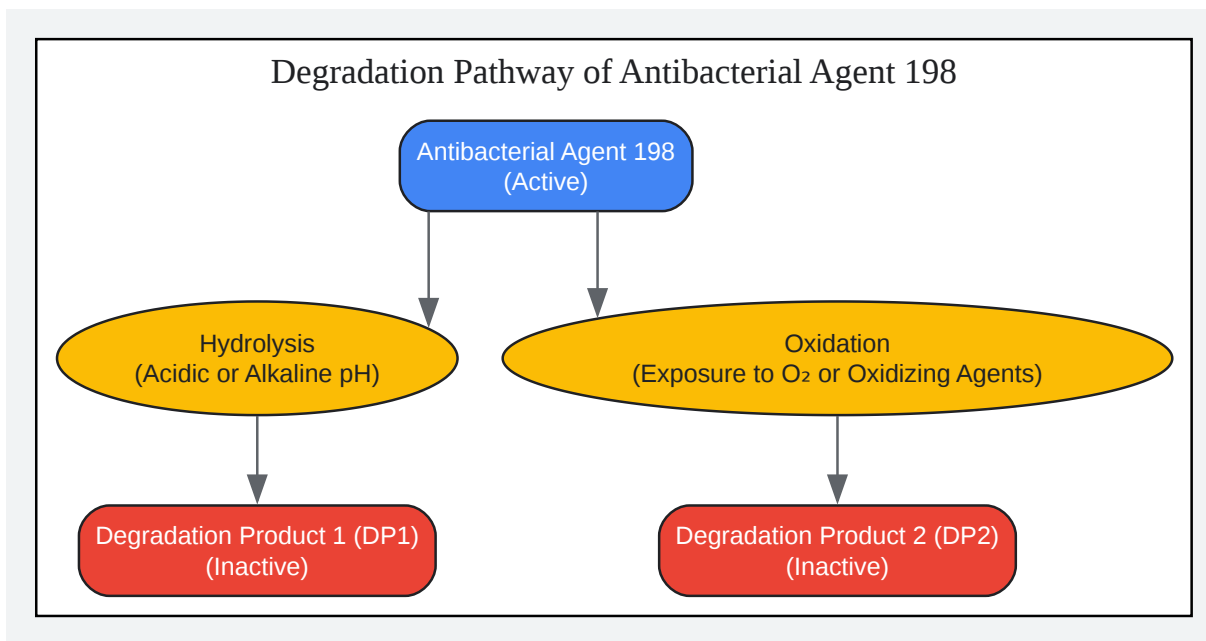 Degradation Pathway of Antibacterial Agent 198
Antibacterial Agent 198
(Active)
Hydrolysis
(Acidic or Alkaline pH)
Oxidation
(Exposure to O₂ or Oxidizing Agents)
Degradation Product 1 (DP1)
(Inactive)
Degradation Product 2 (DP2)
(Inactive)